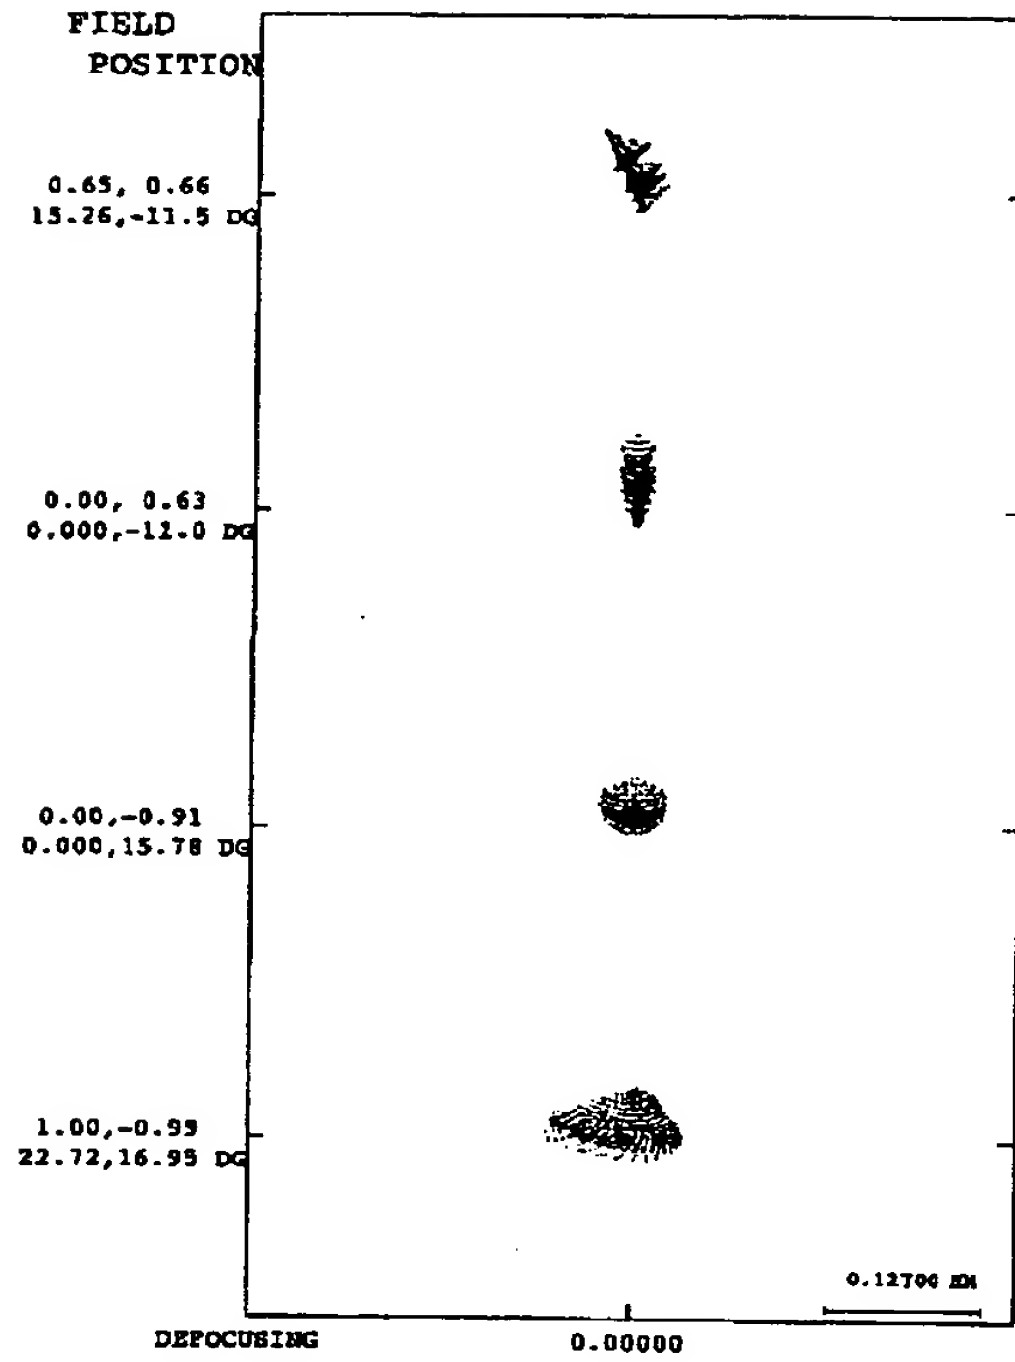 FIELD
POSITION
0.65, 0.66
15.26,-11.5 DG
0.00, 0.63
0.000,-11.0 DG
0.00,-0.91
0.000,15.78 DG
1.00,-0.99
22.72,16.95 DG
0.12700 MM
DEFOCUSING
0.00000